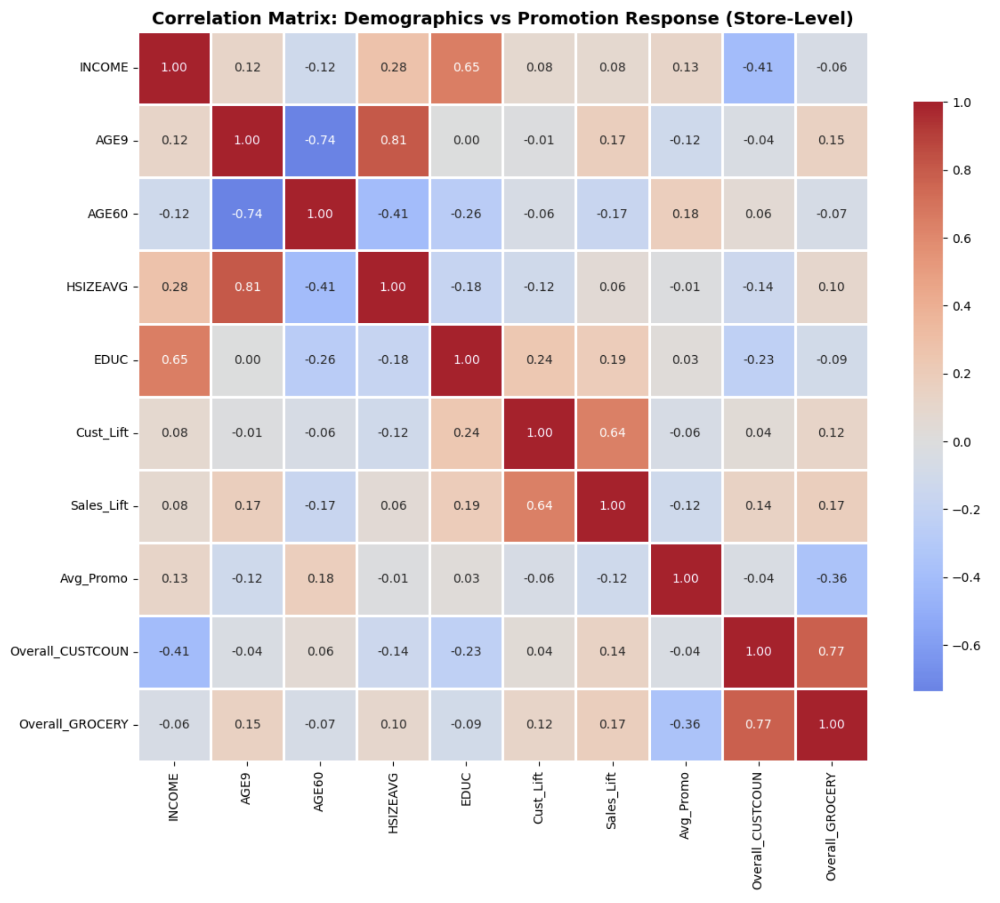 Correlation Matrix: Demographics vs Promotion Response (Store-Level)
INCOME 1.00 0.12 -0.12 0.28 0.65 0.08 0.08 0.13 -0.41 -0.06
AGE9 0.12 1.00 -0.74 0.81 0.00 -0.01 0.17 -0.12 -0.04 0.15
AGE60 -0.12 -0.74 1.00 -0.41 -0.26 -0.06 -0.17 0.18 0.06 -0.07
HSIZEAVG 0.28 0.81 -0.41 1.00 -0.18 -0.12 0.06 -0.01 -0.14 0.10
EDUC 0.65 0.00 -0.26 -0.18 1.00 0.24 0.19 0.03 -0.23 -0.09
Cust_Lift 0.08 -0.01 -0.06 -0.12 0.24 1.00 0.64 -0.06 0.04 0.12
Sales_Lift 0.08 0.17 -0.17 0.06 0.19 0.64 1.00 -0.12 0.14 0.17
Avg_Promo 0.13 -0.12 0.18 -0.01 0.03 -0.06 -0.12 1.00 -0.04 -0.36
Overall_CUSTCOUN -0.41 -0.04 0.06 -0.14 -0.23 0.04 0.14 -0.04 1.00 0.77
Overall_GROCERY -0.06 0.15 -0.07 0.10 -0.09 0.12 0.17 -0.36 0.77 1.00
INCOME
AGE9
AGE60
HSIZEAVG
EDUC
Cust_Lift
Sales_Lift
Avg_Promo
Overall_CUSTCOUN
Overall_GROCERY
1.0
0.8
0.6
0.4
0.2
0.0
−0.2
−0.4
−0.6